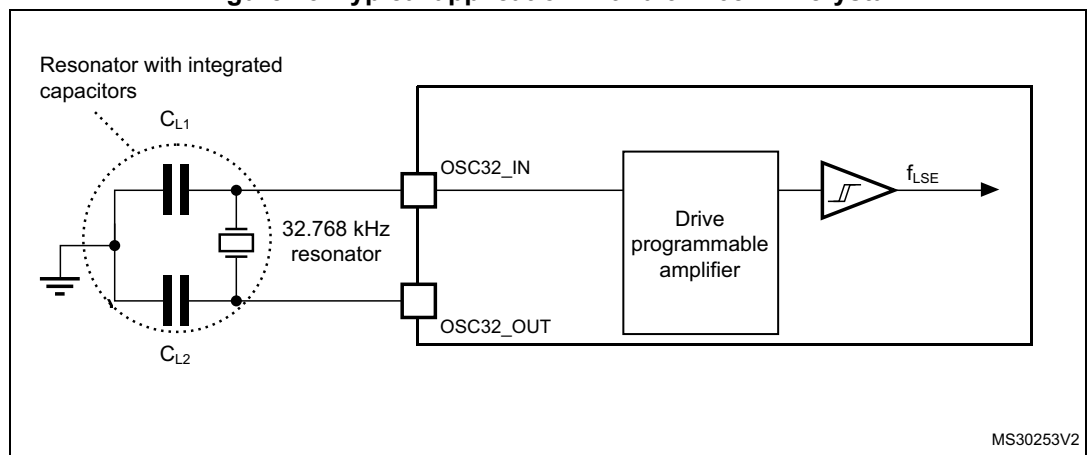 Resonator with integrated
capacitors
CL1
OSC32_IN
fLSE
32.768 kHz
resonator
Drive
programmable
amplifier
OSC32_OUT
CL2
MS30253V2